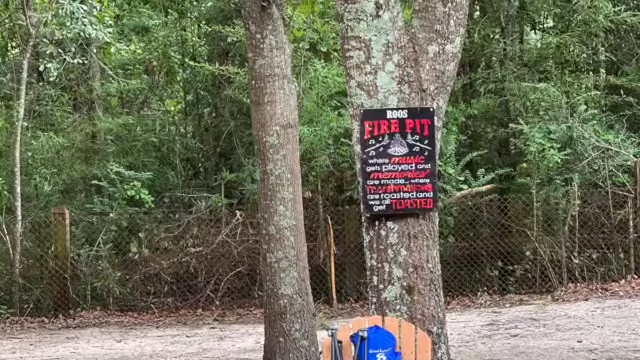 ROOS
FIRE PIT
where music
gets played and
memories
are made... where
marshmallows
are roasted and
we all
get TOASTED